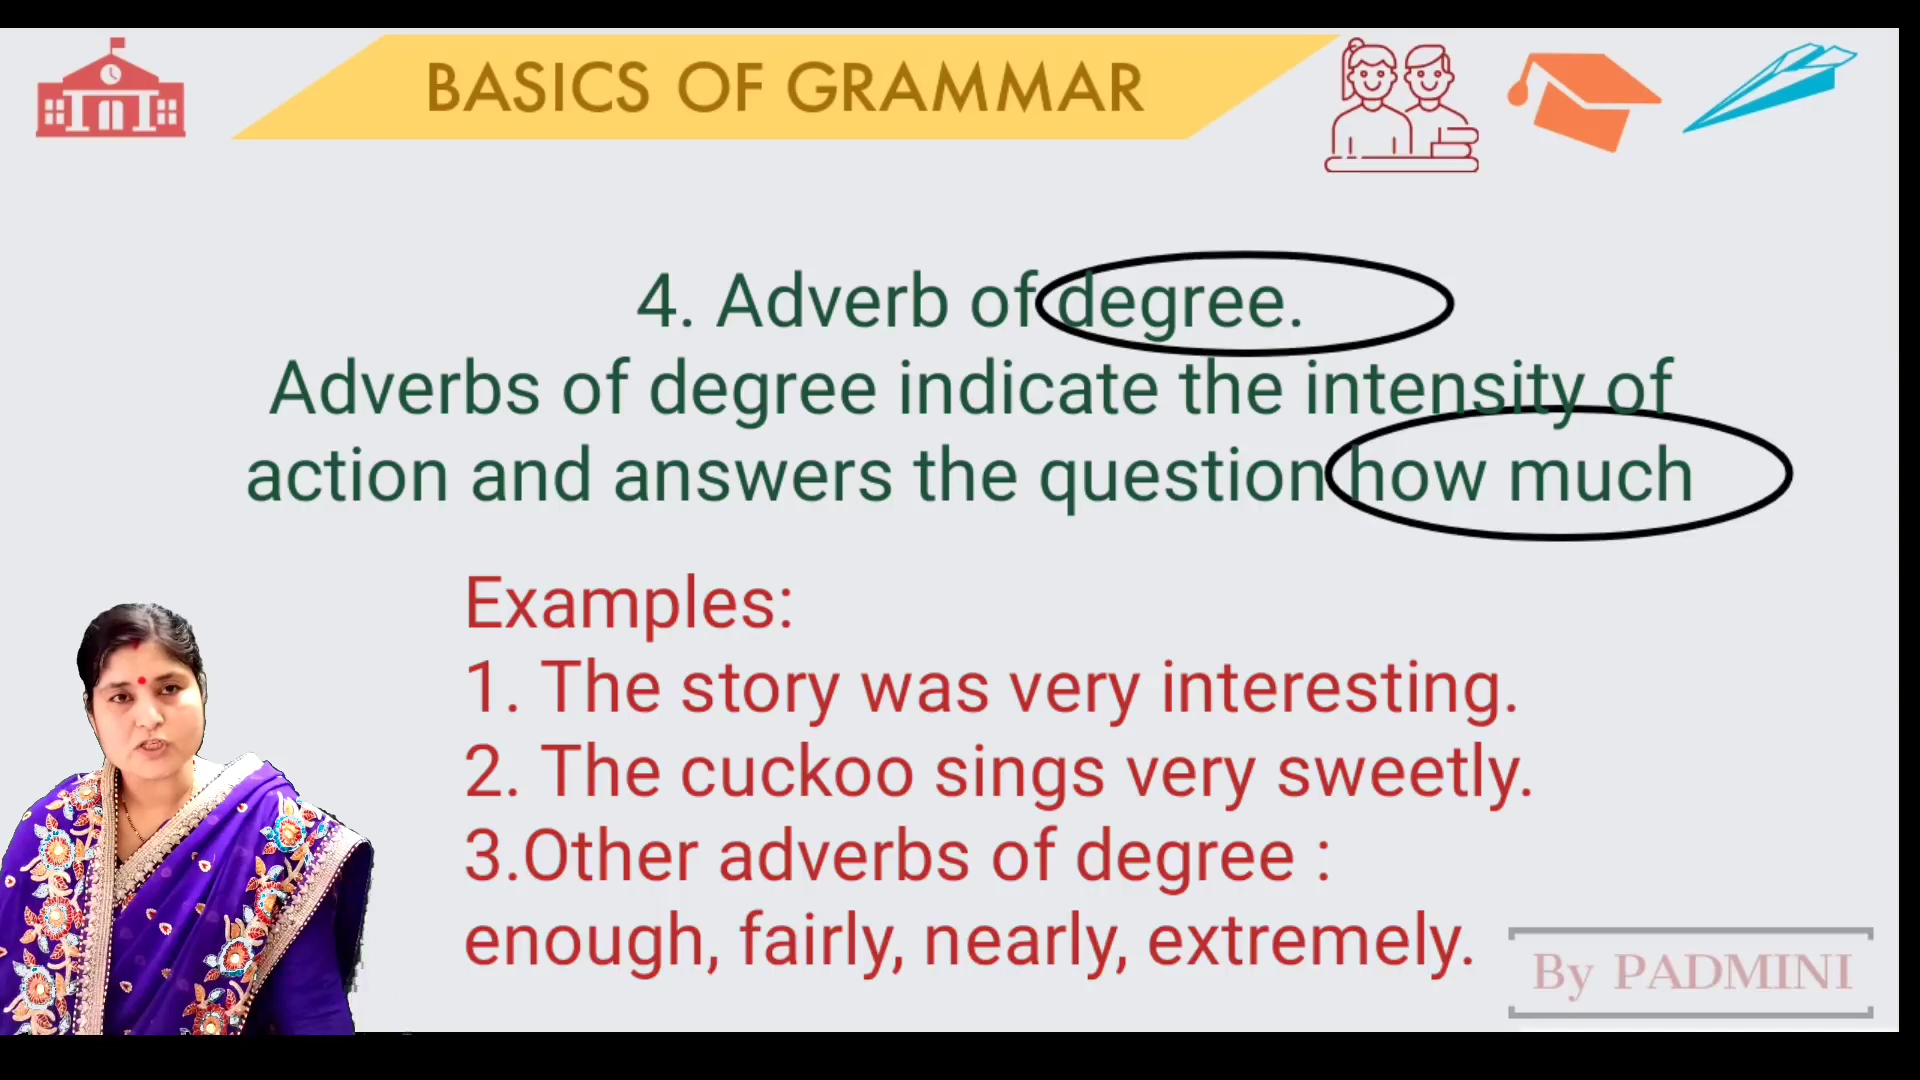 BASICS OF GRAMMAR
4. Adverb of degree.
Adverbs of degree indicate the intensity of
action and answers the question how much
Examples:
1. The story was very interesting.
2. The cuckoo sings very sweetly.
3.Other adverbs of degree :
enough, fairly, nearly, extremely.
By PADMINI